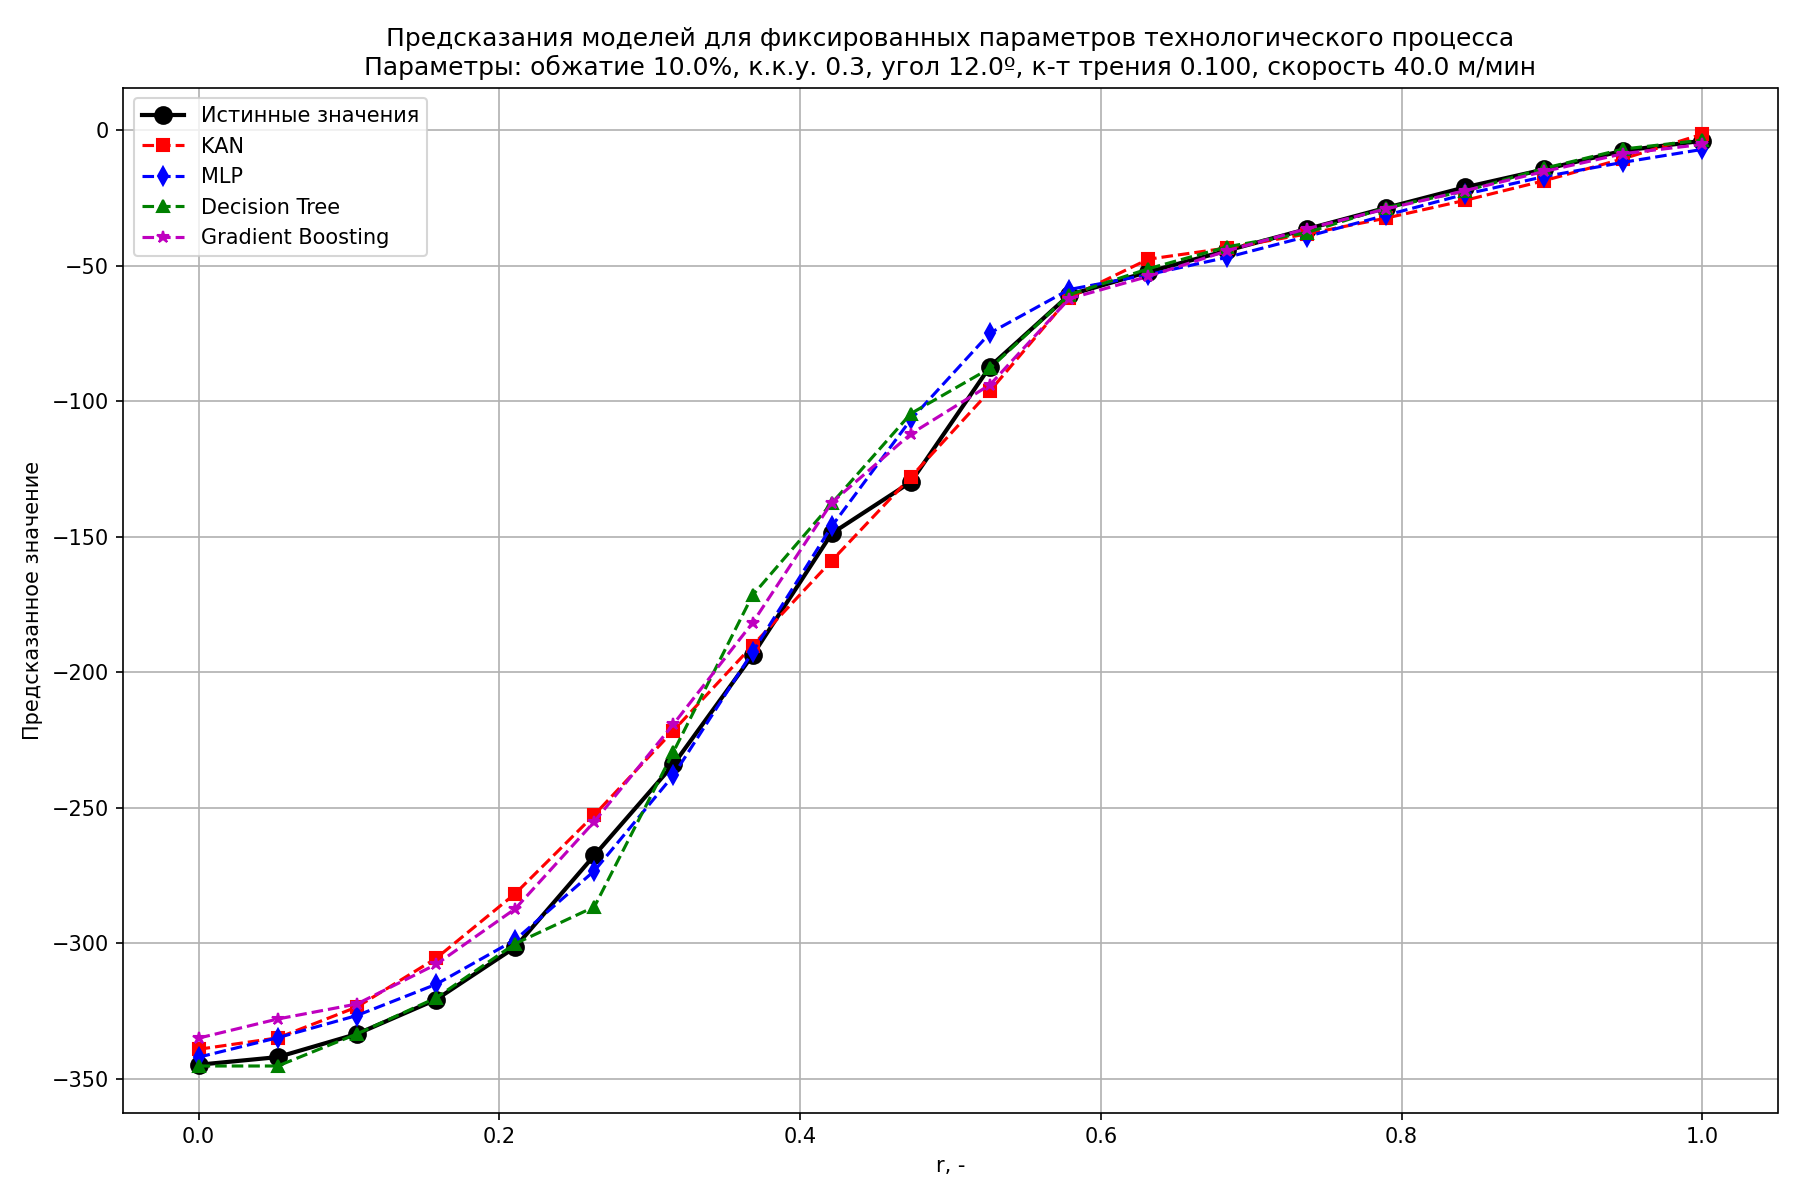 Предсказания моделей для фиксированных параметров технологического процесса
Параметры: обжатие 10.0%, к.к.у. 0.3, угол 12.0º, к-т трения 0.100, скорость 40.0 м/мин
Истинные значения
KAN
MLP
Decision Tree
Gradient Boosting
Предсказанное значение
0
−50
−100
−150
−200
−250
−300
−350
0.0 0.2 0.4 0.6 0.8 1.0
r, -